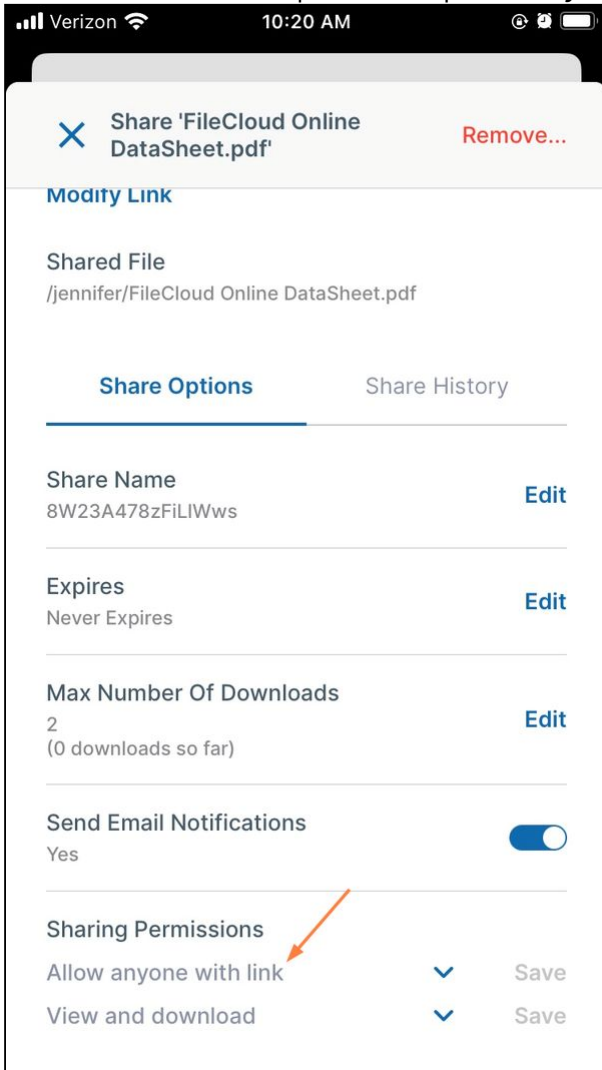 Verizon 10:20 AM
Share 'FileCloud Online
DataSheet.pdf'
Remove...
Modify Link
Shared File
/jennifer/FileCloud Online DataSheet.pdf
Share Options Share History
Share Name
8W23A478zFiLlWws
Edit
Expires
Never Expires
Edit
Max Number Of Downloads
2
(0 downloads so far)
Edit
Send Email Notifications
Yes
Sharing Permissions
Allow anyone with link Save
View and download Save